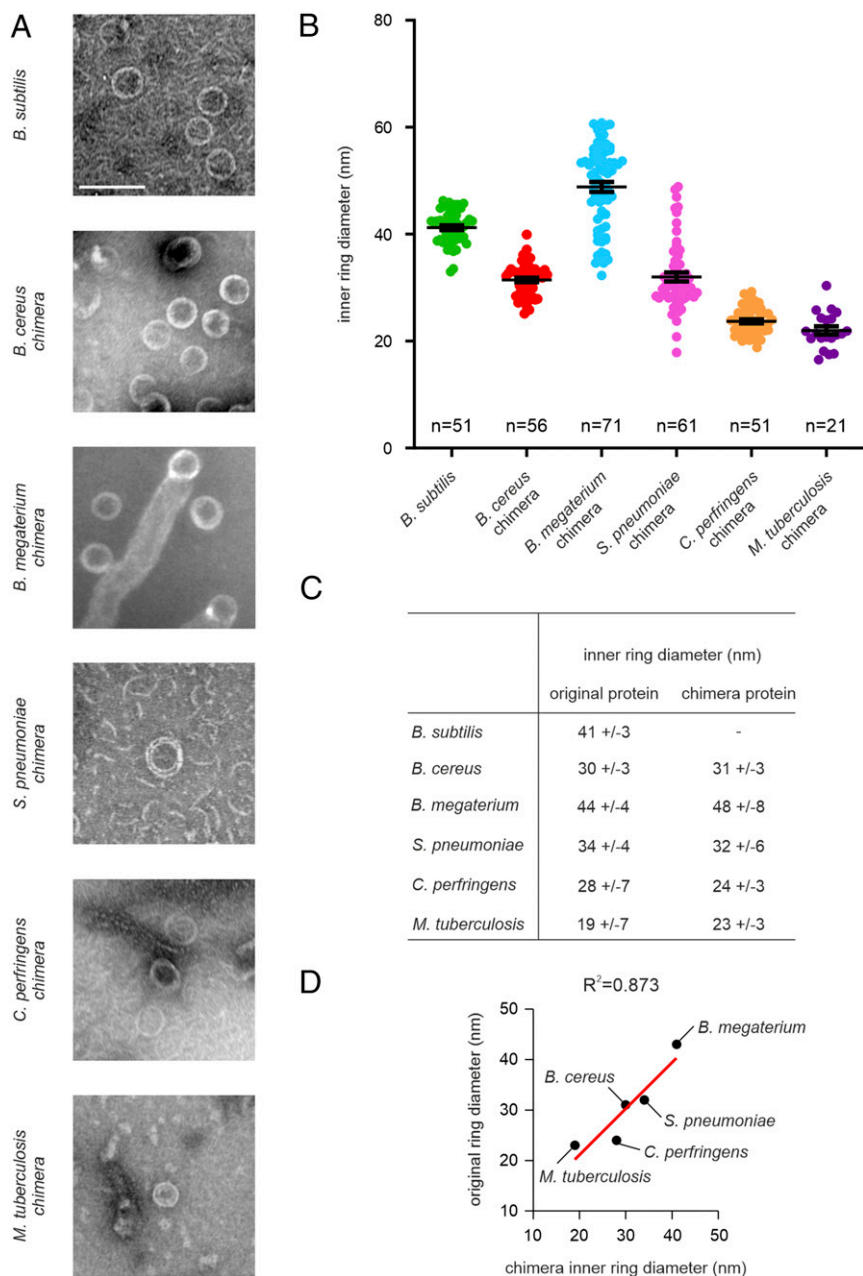 A
B. subtilis
B. cereus
chimera
B. megaterium
chimera
S. pneumoniae
chimera
C. perfringens
chimera
M. tuberculosis
chimera
B
inner ring diameter (nm)
80
60
40
20
0
n=51 n=56 n=71 n=61 n=51 n=21
B. subtilis
B. cereus
chimera
B. megaterium
chimera
S. pneumoniae
chimera
C. perfringens
chimera
M. tuberculosis
chimera
C
inner ring diameter (nm)
original protein chimera protein
B. subtilis 41 +/-3 -
B. cereus 30 +/-3 31 +/-3
B. megaterium 44 +/-4 48 +/-8
S. pneumoniae 34 +/-4 32 +/-6
C. perfringens 28 +/-7 24 +/-3
M. tuberculosis 19 +/-7 23 +/-3
D
R²=0.873
original ring diameter (nm)
50
40
30
20
10
B. megaterium
B. cereus
S. pneumoniae
C. perfringens
M. tuberculosis
10 20 30 40 50
chimera inner ring diameter (nm)